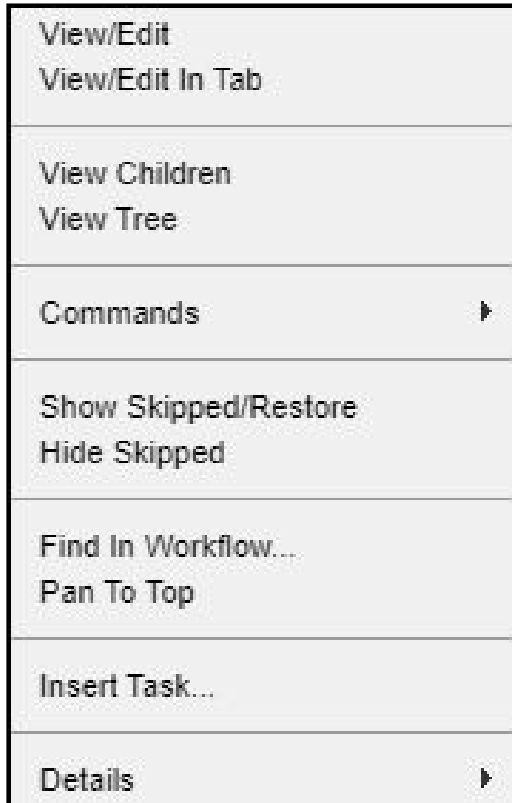 View/Edit
View/Edit In Tab
View Children
View Tree
Commands
Show Skipped/Restore
Hide Skipped
Find In Workflow...
Pan To Top
Insert Task...
Details